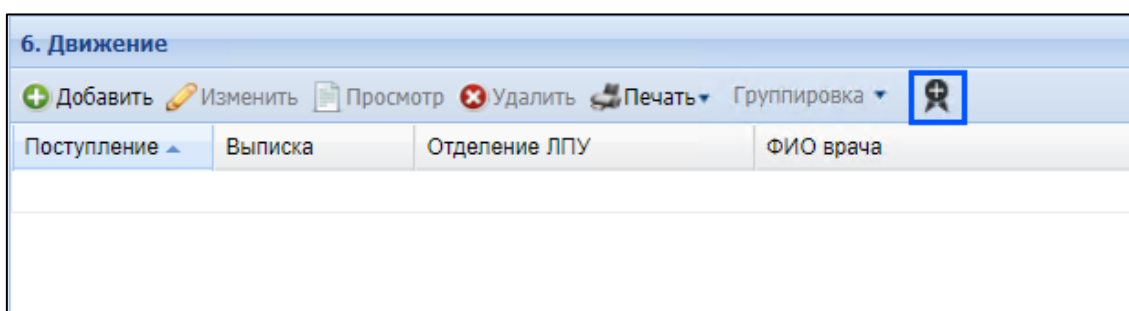 6. Движение
Добавить Изменить Просмотр Удалить Печать Группировка
Поступление Выписка Отделение ЛПУ ФИО врача